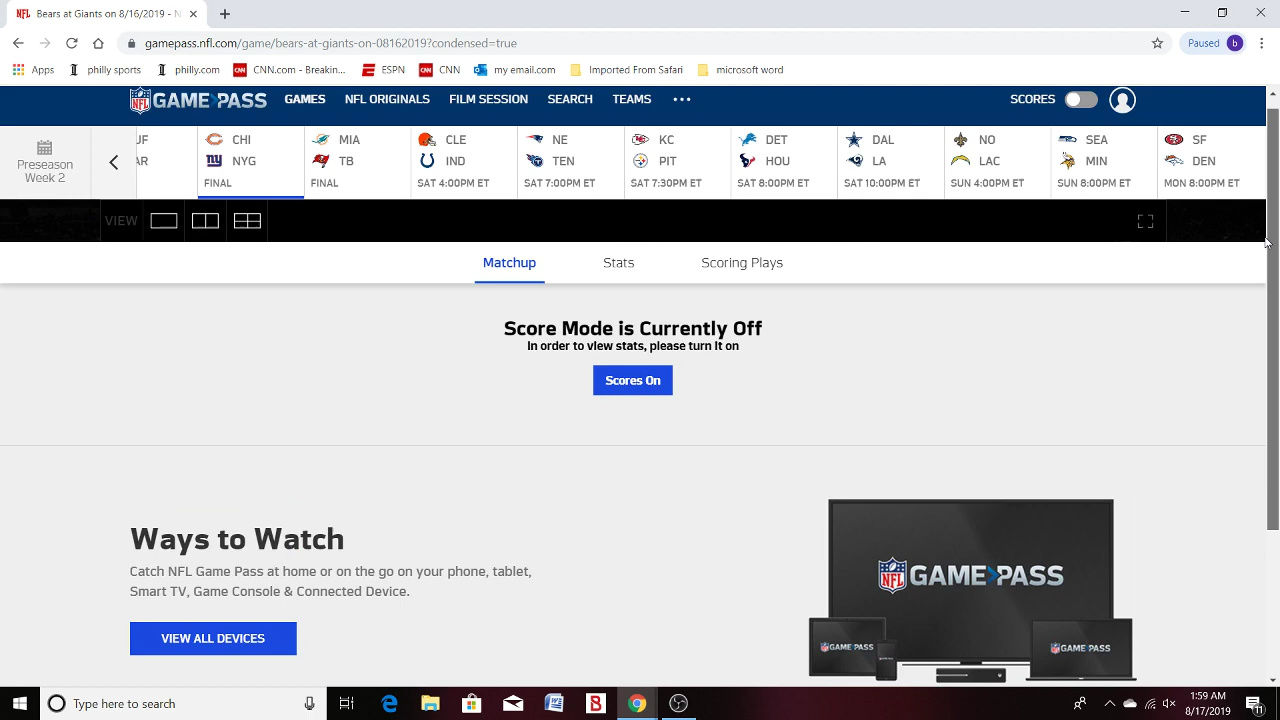 Bears at Giants on 8/16/2019 - N
gamepass.nfl.com/game/bears-at-giants-on-08162019?condensed=true
Paused
b
Apps
philly sports
philly.com
CNN.com - Breakin...
ESPN
CNN
my email.com
Imported From Safari
microsoft word
NFL GAME PASS
GAMES
NFL ORIGINALS
FILM SESSION
SEARCH
TEAMS
SCORES
Preseason
Week 2
UF
AR
CHI
NYG
FINAL
MIA
TB
FINAL
CLE
IND
SAT 4:00PM ET
NE
TEN
SAT 7:00PM ET
KC
PIT
SAT 7:30PM ET
DET
HOU
SAT 8:00PM ET
DAL
LA
SAT 10:00PM ET
NO
LAC
SUN 4:00PM ET
SEA
MIN
SUN 8:00PM ET
SF
DEN
MON 8:00PM ET
VIEW
Matchup
Stats
Scoring Plays
Score Mode is Currently Off
In order to view stats, please turn it on
Scores On
Ways to Watch
Catch NFL Game Pass at home or on the go on your phone, tablet,
Smart TV, Game Console & Connected Device.
VIEW ALL DEVICES
NFL GAME PASS
GAME PASS
GAME PASS
Type here to search
1:59 AM
8/17/2019
11